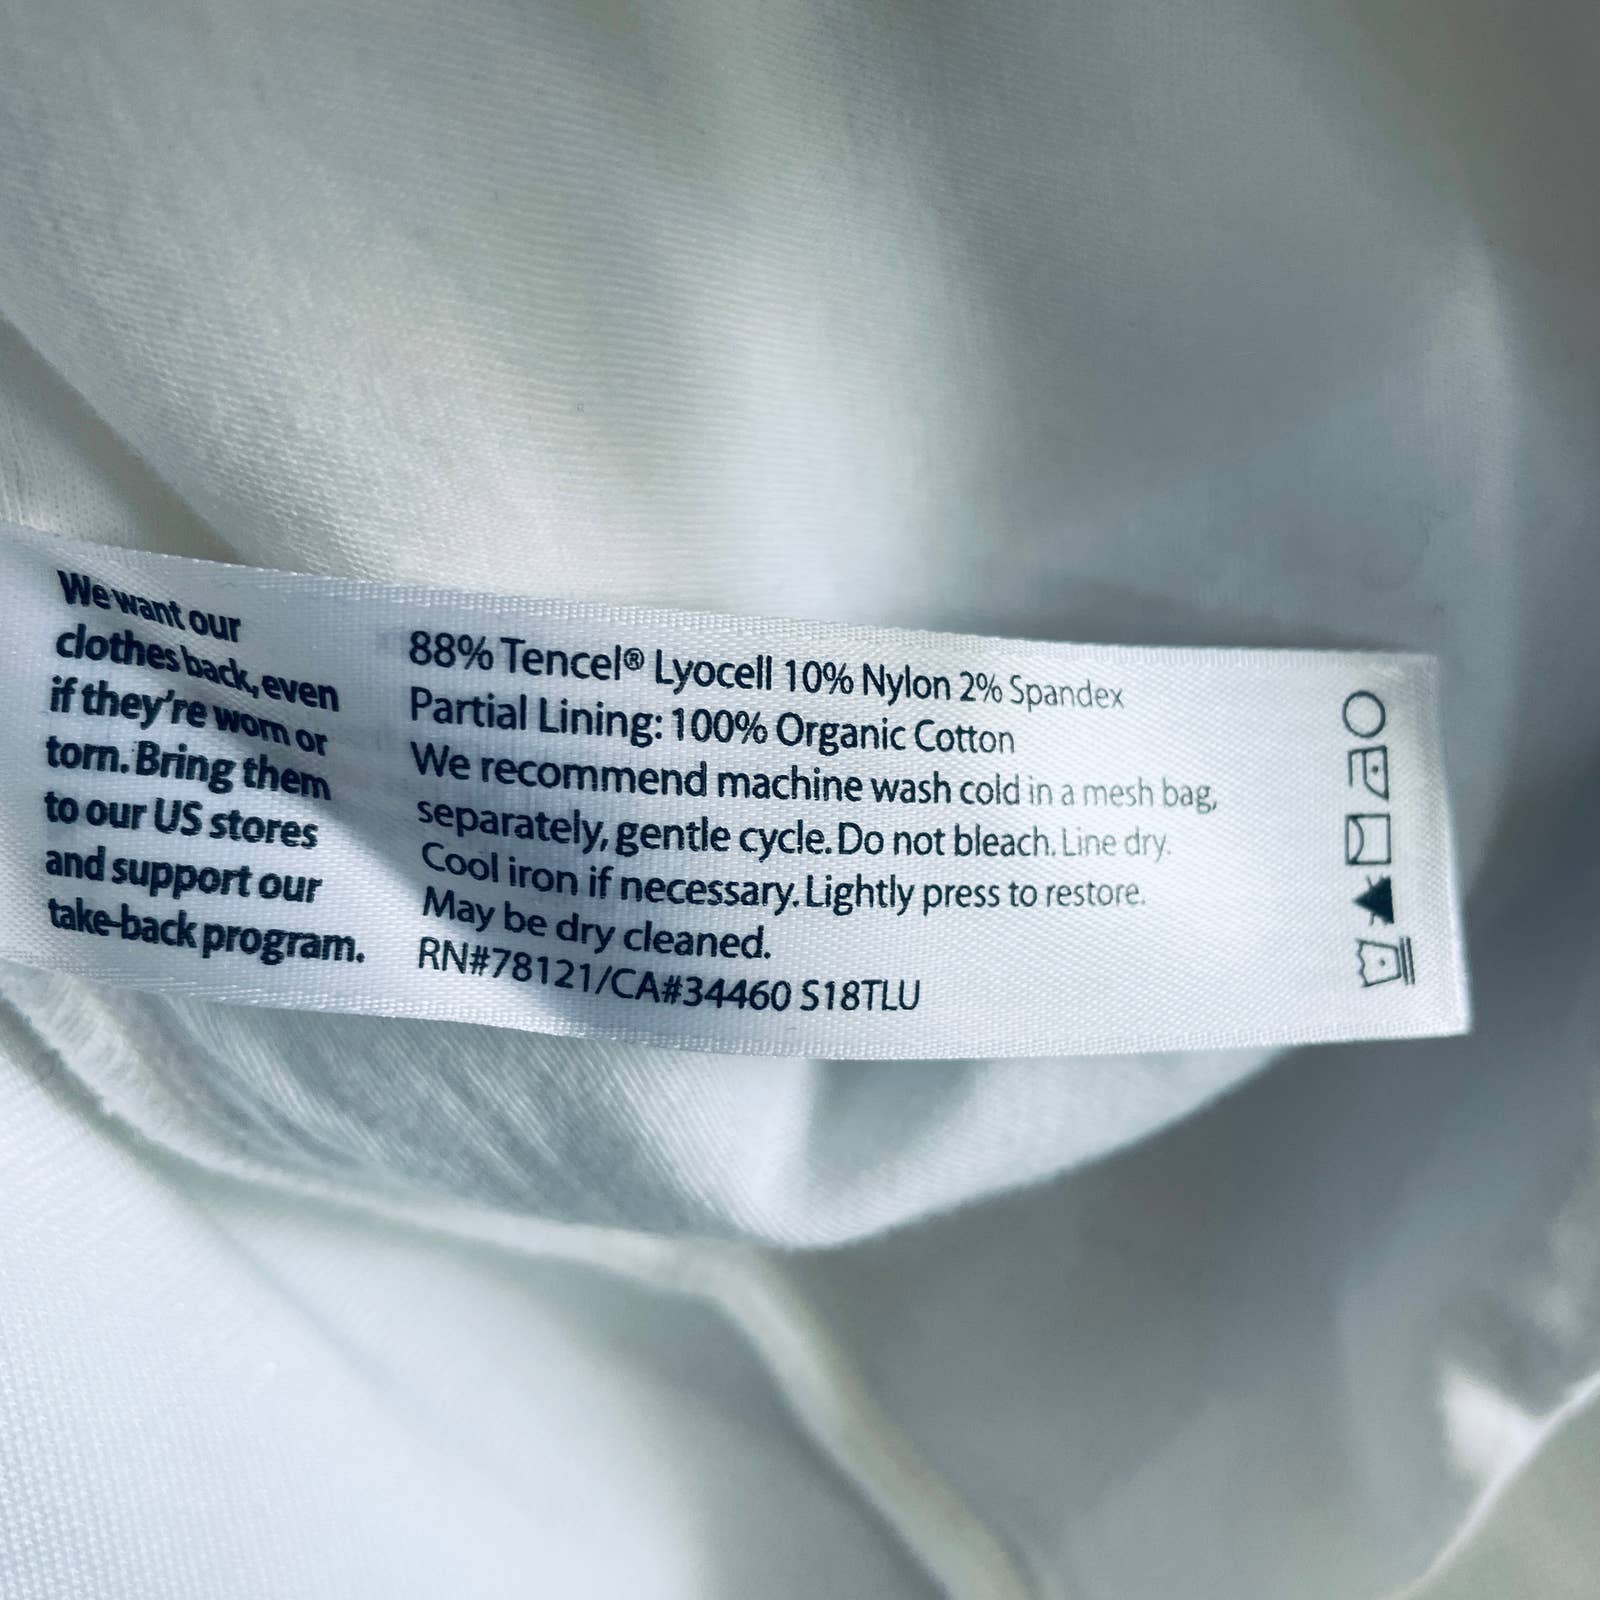 We want our
clothes back, even
if they're worn or
torn. Bring them
to our US stores
and support our
take-back program.
88% Tencel® Lyocell 10% Nylon 2% Spandex
Partial Lining: 100% Organic Cotton
We recommend machine wash cold in a mesh bag,
separately, gentle cycle. Do not bleach. Line dry.
Cool iron if necessary. Lightly press to restore.
May be dry cleaned.
RN#78121/CA#34460 S18TLU